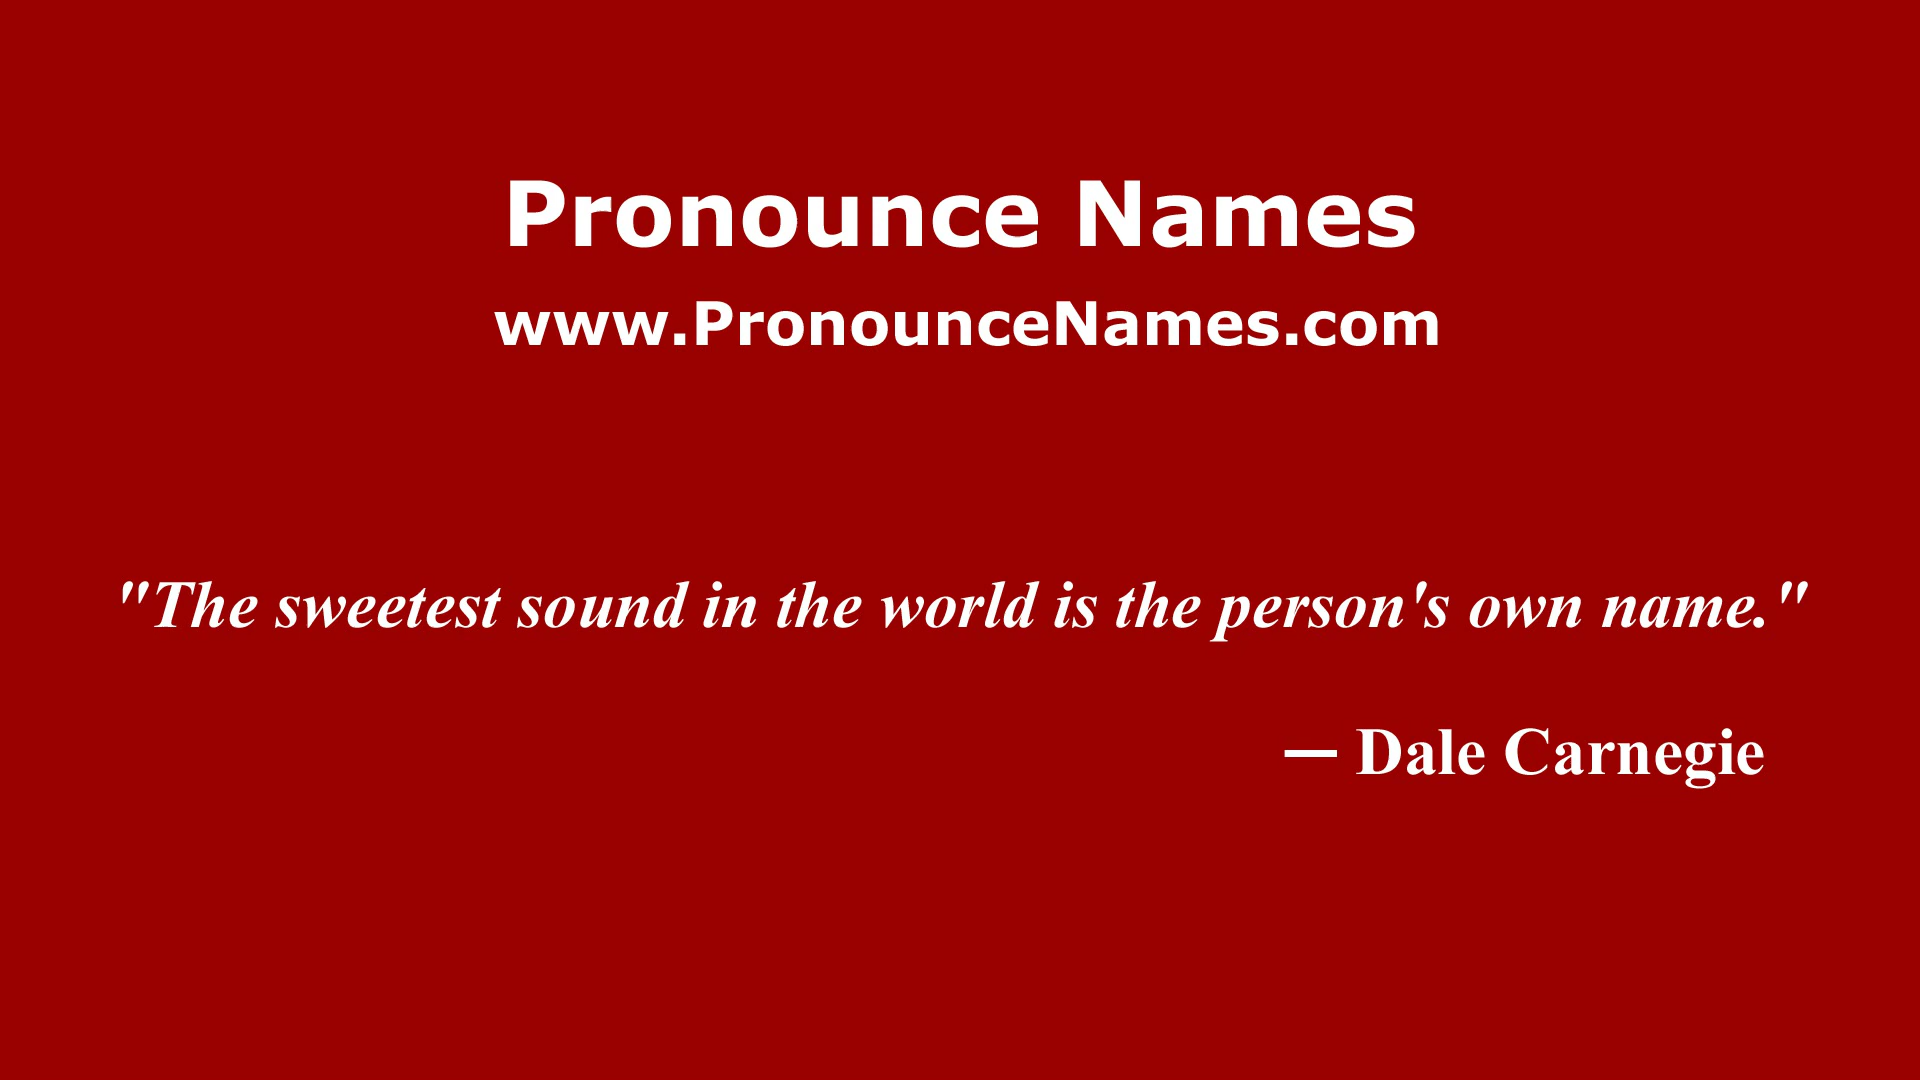 Pronounce Names
www.PronounceNames.com
"The sweetest sound in the world is the person's own name."
— Dale Carnegie